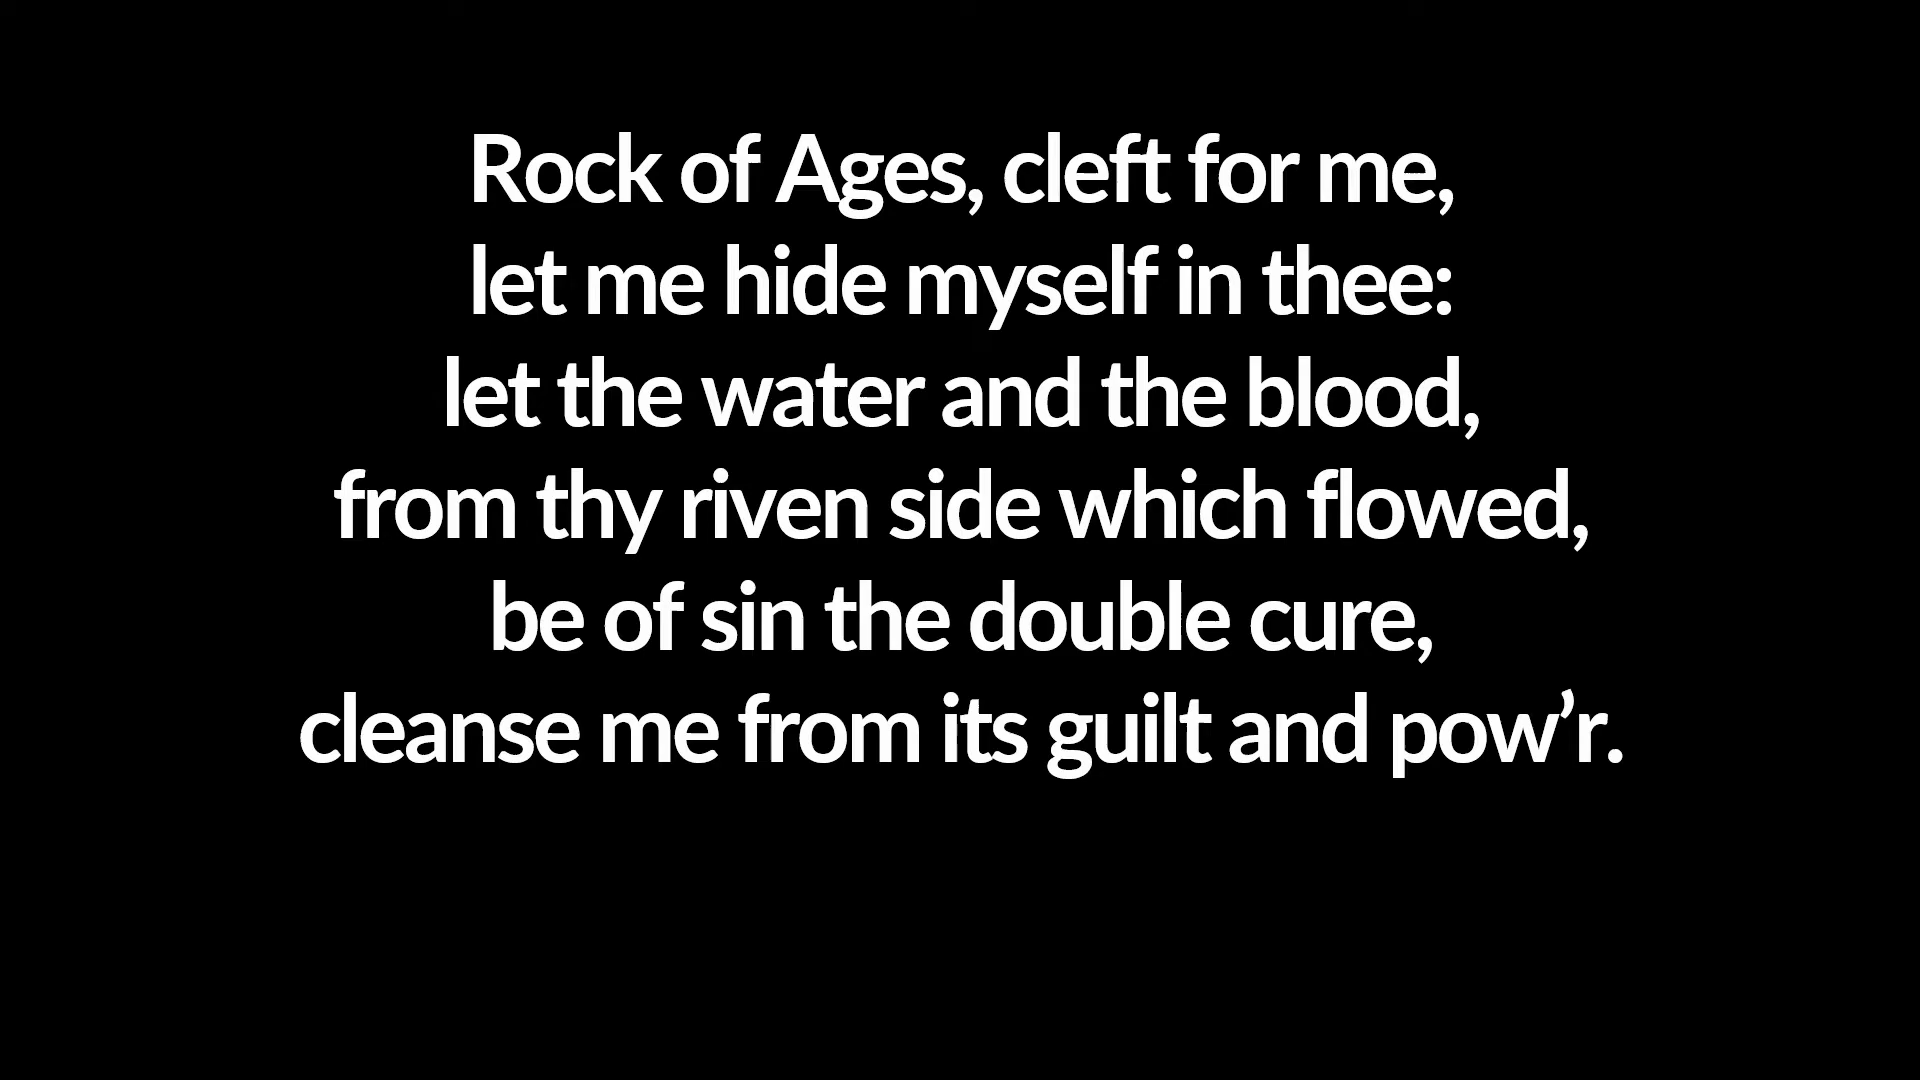 Rock of Ages, cleft for me,
let me hide myself in thee:
let the water and the blood,
from thy riven side which flowed,
be of sin the double cure,
cleanse me from its guilt and pow’r.